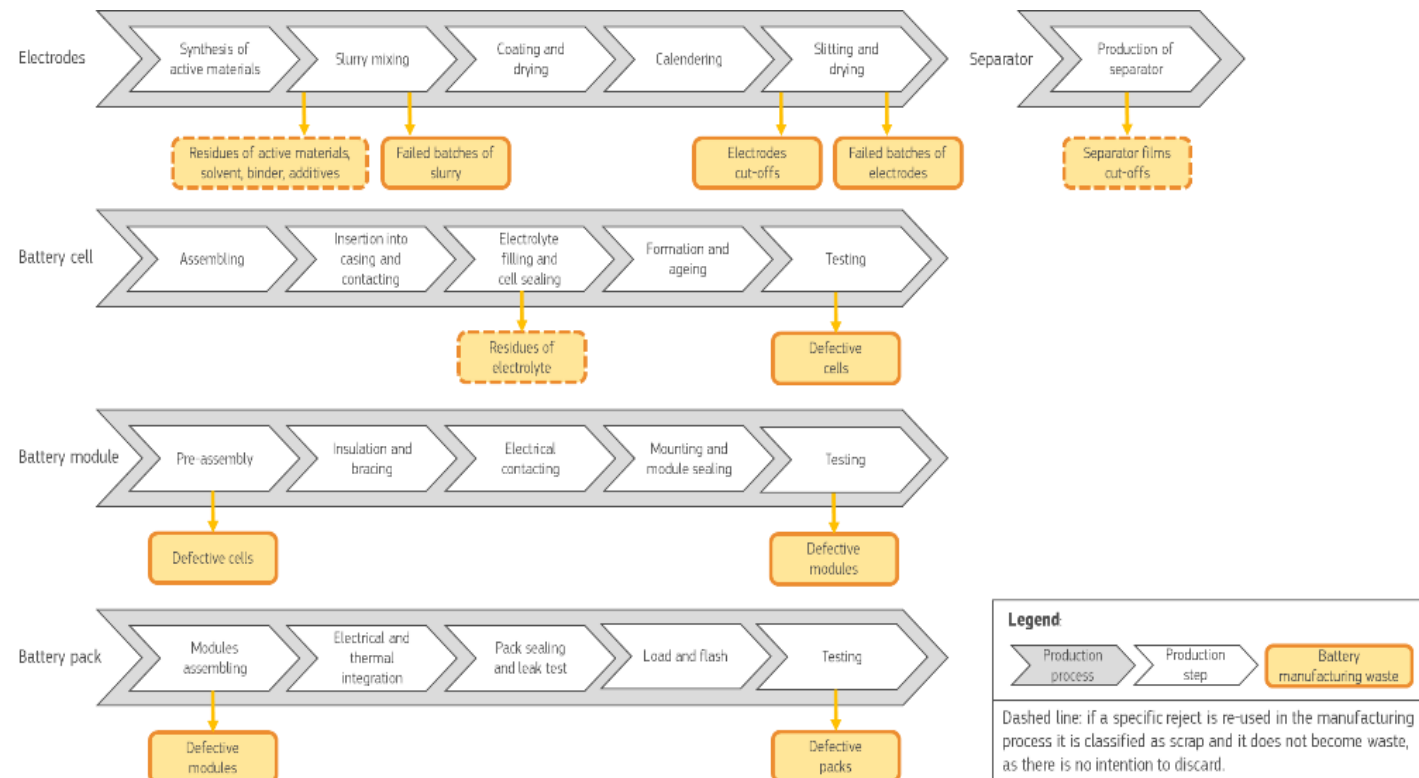 Electrodes
Synthesis of
active materials
Slurry mixing
Coating and
drying
Calendering
Slitting and
drying
Separator
Production of
separator
Residues of active materials,
solvent, binder, additives
Failed batches of
slurry
Electrodes
cut-offs
Failed batches of
electrodes
Separator films
cut-offs
Battery cell
Assembling
Insertion into
casing and
contacting
Electrolyte
filling and
cell sealing
Formation and
ageing
Testing
Residues of
electrolyte
Defective
cells
Battery module
Pre-assembly
Insulation and
bracing
Electrical
contacting
Mounting and
module sealing
Testing
Defective cells
Defective
modules
Battery pack
Modules
assembling
Electrical and
thermal
integration
Pack sealing
and leak test
Load and flash
Testing
Defective
modules
Defective
packs
Legend:
Production
process
Production
step
Battery
manufacturing waste
Dashed line: if a specific reject is re-used in the manufacturing
process it is classified as scrap and it does not become waste,
as there is no intention to discard.